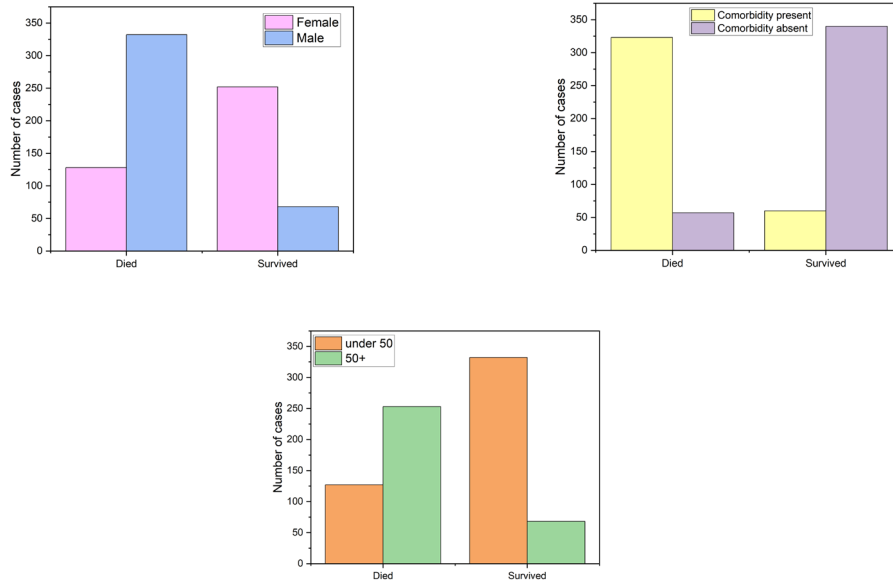 Number of cases
350
300
250
200
150
100
50
0
Female
Male
Died
Survived
Number of cases
350
300
250
200
150
100
50
0
Comorbidity present
Comorbidity absent
Died
Survived
Number of cases
350
300
250
200
150
100
50
0
under 50
50+
Died
Survived